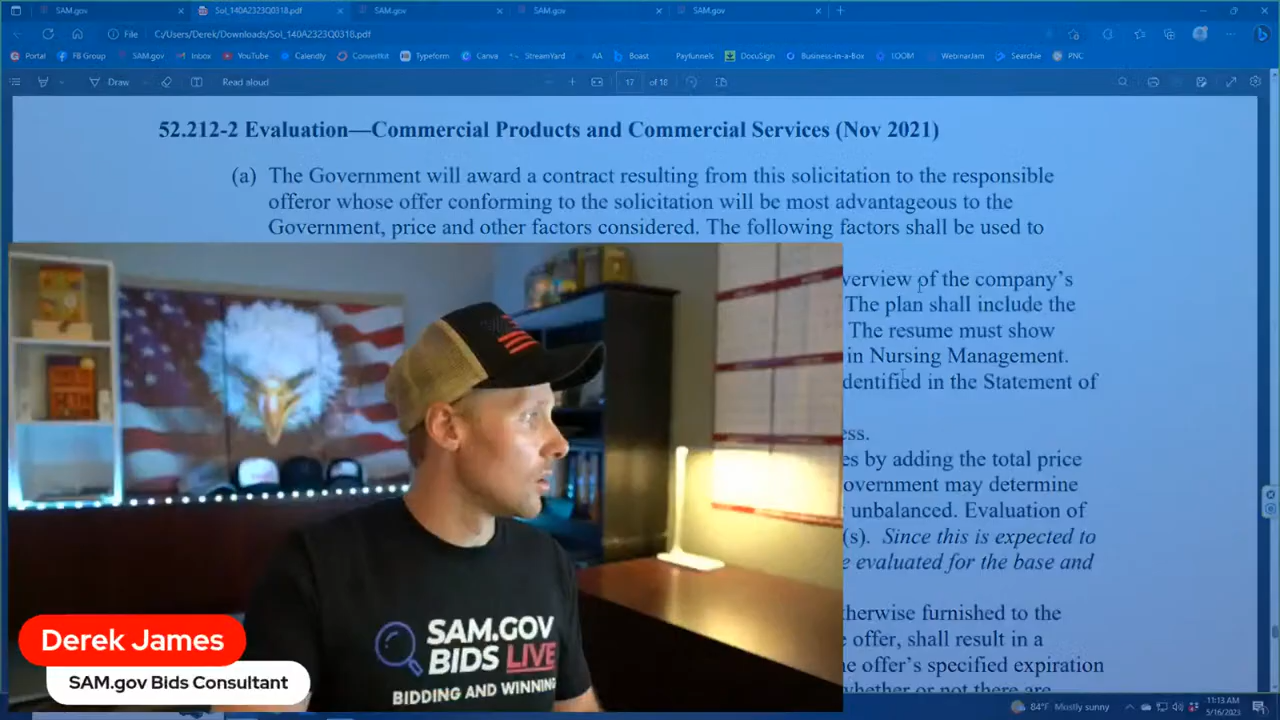 SAM.gov
Sol_140A2323Q0318.pdf
SAM.gov
SAM.gov
SAM.gov
File
C:/Users/Derek/Downloads/Sol_140A2323Q0318.pdf
Portal
FB Group
SAM.gov
Inbox
YouTube
Calendly
ConvertKit
Typeform
Canva
StreamYard
AA
Boast
Payfunnels
DocuSign
Business-in-a-Box
LOOM
WebinarJam
Searchie
PNC
Draw
Read aloud
17 of 18
52.212-2 Evaluation—Commercial Products and Commercial Services (Nov 2021)
(a) The Government will award a contract resulting from this solicitation to the responsible
offeror whose offer conforming to the solicitation will be most advantageous to the
Government, price and other factors considered. The following factors shall be used to
verview of the company's
The plan shall include the
The resume must show
in Nursing Management.
dentified in the Statement of
ess.
es by adding the total price
overnment may determine
unbalanced. Evaluation of
(s). Since this is expected to
e evaluated for the base and
therwise furnished to the
e offer, shall result in a
he offer's specified expiration
whether or not there are
SAM.GOV
BIDS LIVE
BIDDING AND WINNING
Derek James
SAM.gov Bids Consultant
84°F Mostly sunny
11:13 AM
5/16/2023